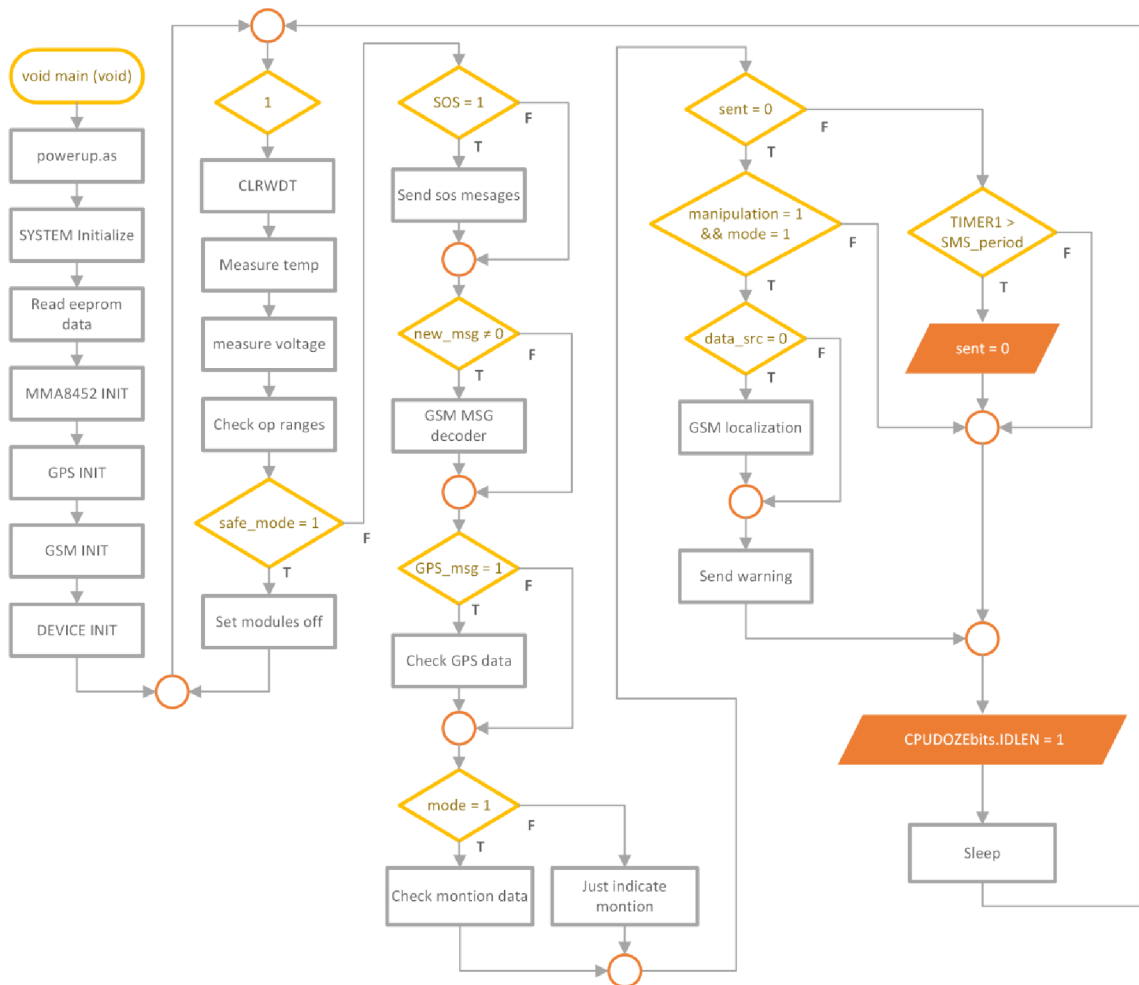 void main (void)
powerup.as
SYSTEM Initialize
Read eeprom
data
MMA8452 INIT
GPS INIT
GSM INIT
DEVICE INIT
1
CLRWDT
Measure temp
measure voltage
Check op ranges
safe_mode = 1
F
T
Set modules off
SOS = 1
F
T
Send sos mesages
new_msg ≠ 0
F
T
GSM MSG
decoder
GPS_msg = 1
F
T
Check GPS data
mode = 1
F
T
Check montion data
Just indicate
montion
sent = 0
F
T
manipulation = 1
&& mode = 1
F
T
data_src = 0
F
T
GSM localization
Send warning
TIMER1 >
SMS_period
F
T
sent = 0
CPUDOZEbits.IDLEN = 1
Sleep